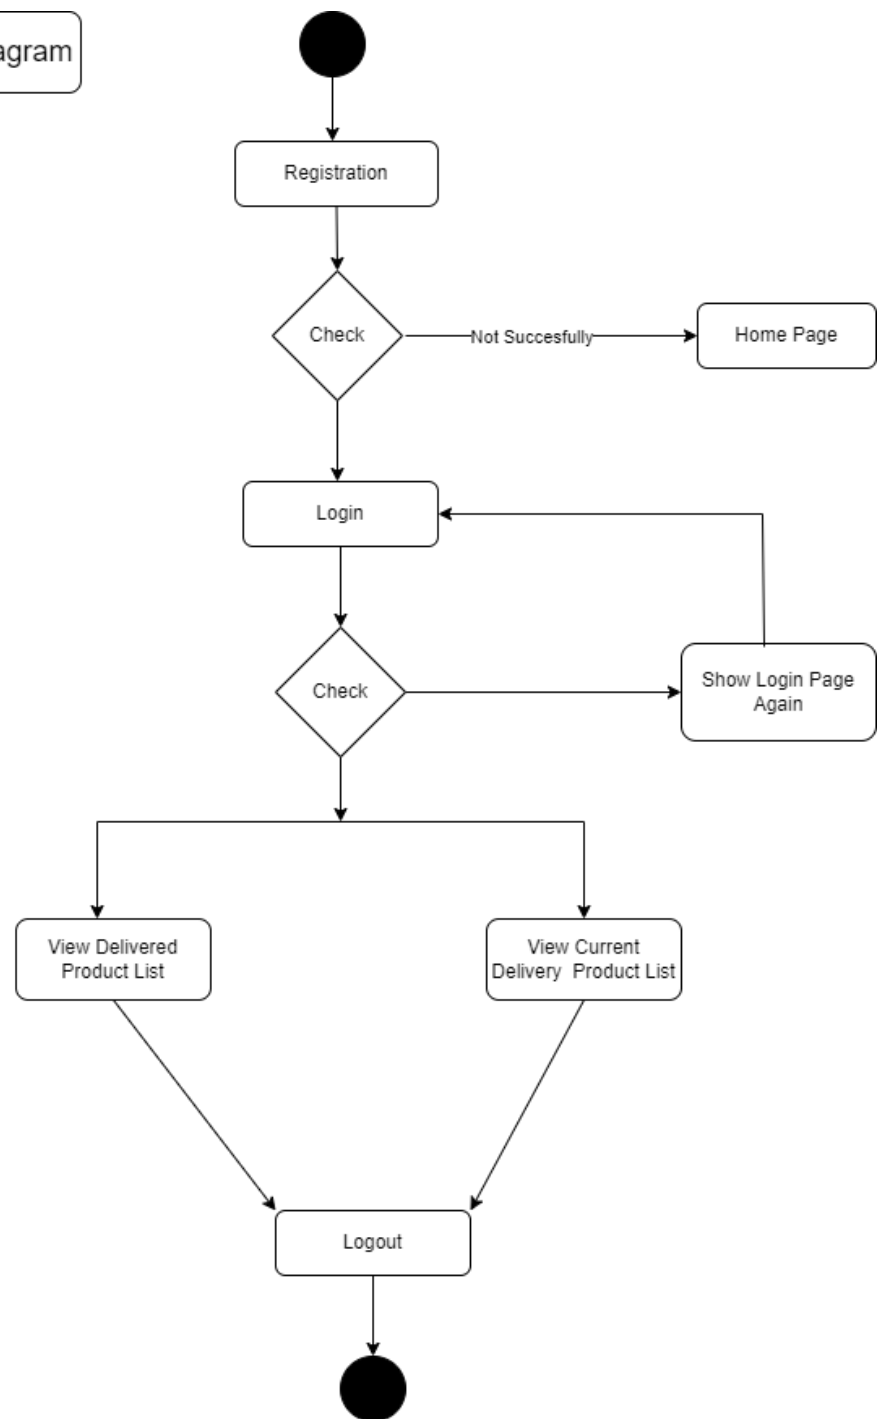 agram
Registration
Check
Not Succesfully
Home Page
Login
Check
Show Login Page
Again
View Delivered
Product List
View Current
Delivery  Product List
Logout